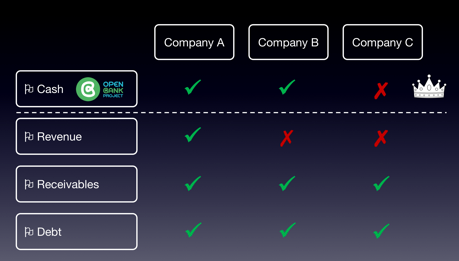 Company A Company B Company C
Cash OPEN
BANK
PROJECT
Revenue
Receivables
Debt